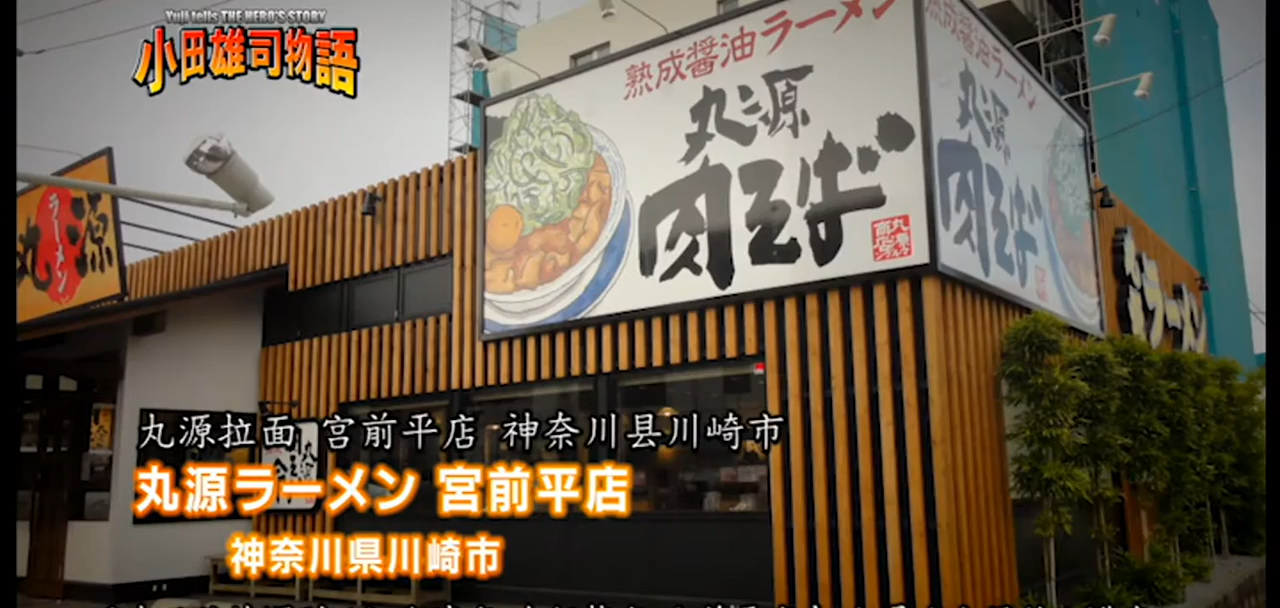 Yuji tells THE HERO'S STORY
小田雄司物語
熟成醤油ラーメン
丸源
肉そば
熟成醤油ラーメン
丸源
肉そば
丸源
ラーメン
ラーメン
丸源拉面 宫前平店 神奈川县川崎市
丸源ラーメン 宮前平店
神奈川県川崎市